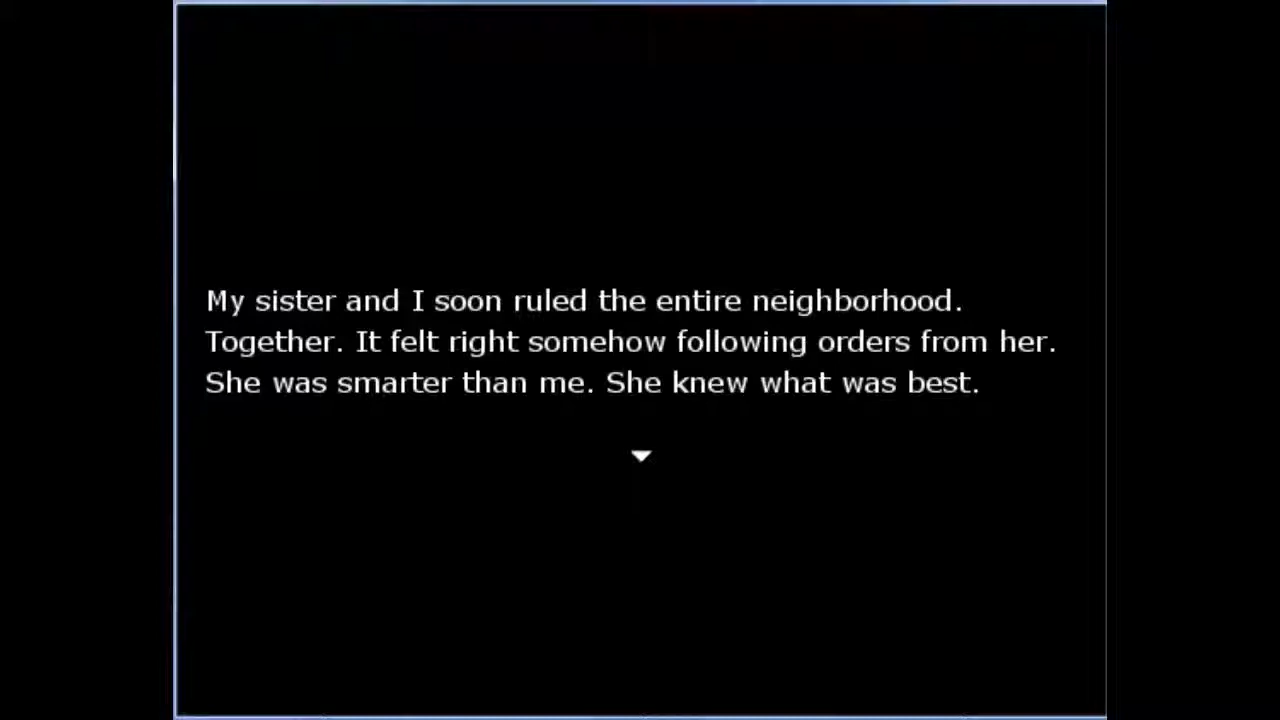 My sister and I soon ruled the entire neighborhood.
Together. It felt right somehow following orders from her.
She was smarter than me. She knew what was best.